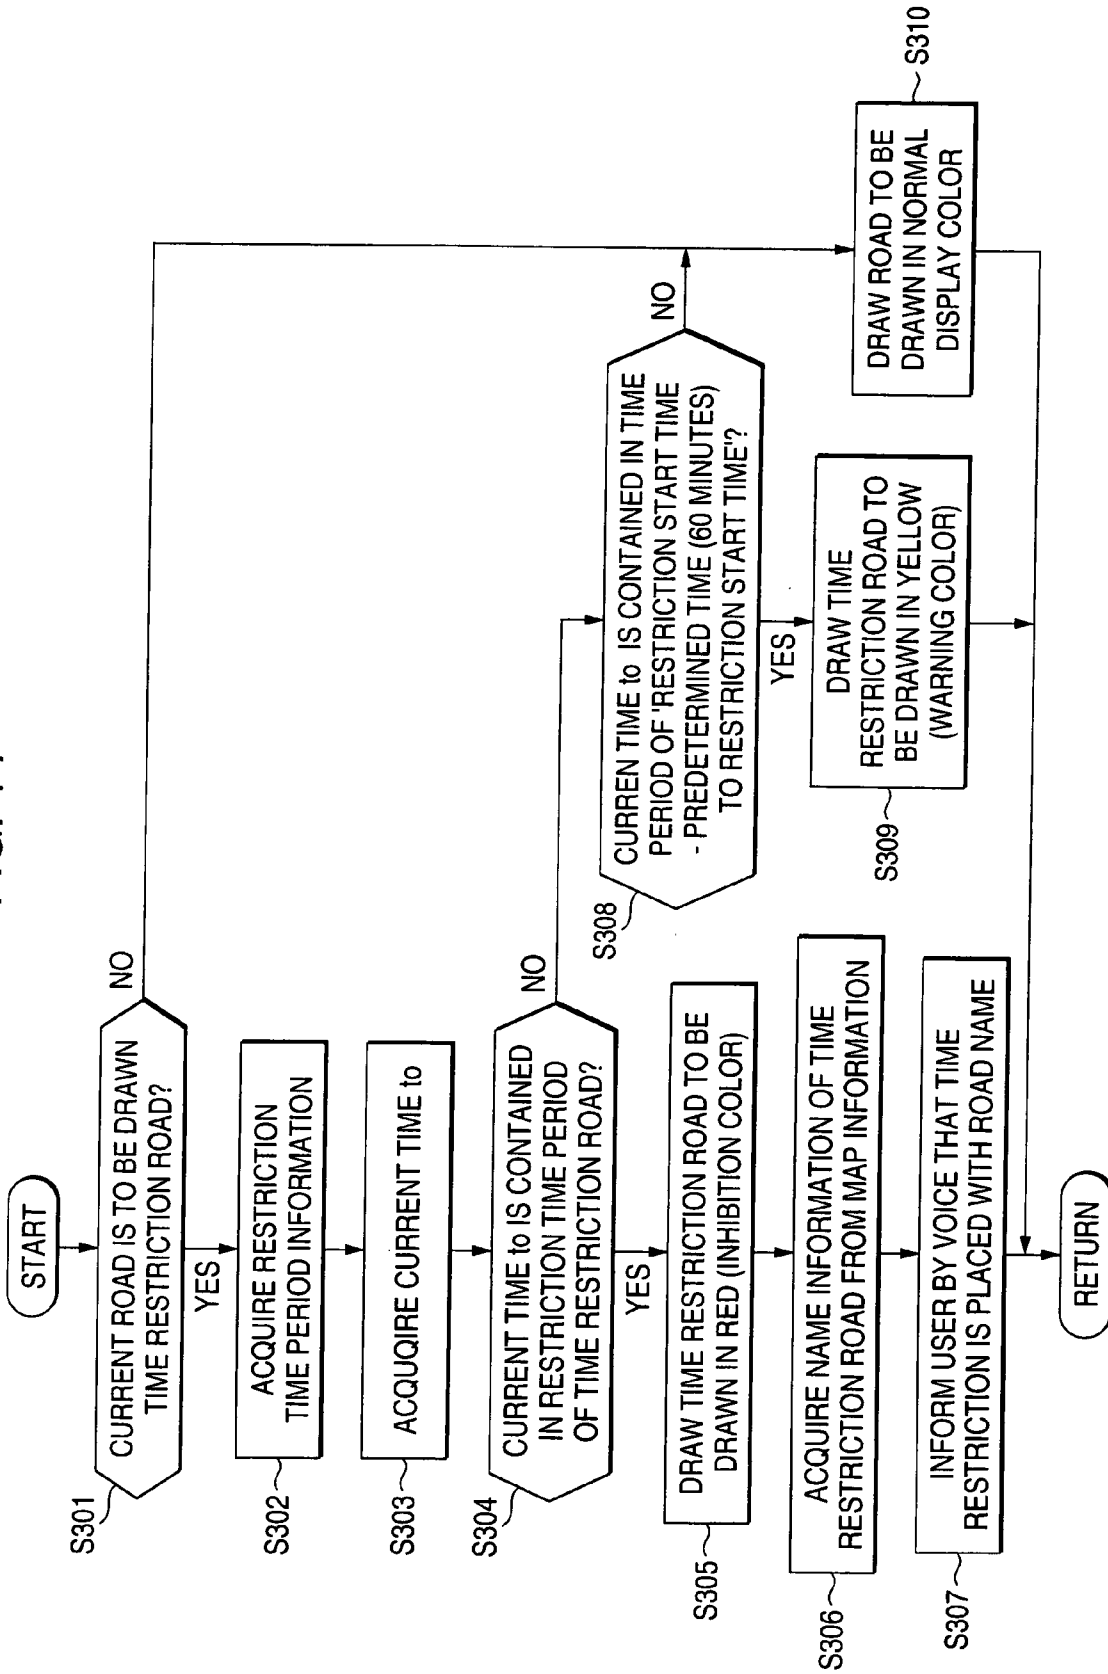 START
CURRENT ROAD IS TO BE DRAWN
TIME RESTRICTION ROAD?
S301
NO
YES
ACQUIRE RESTRICTION
TIME PERIOD INFORMATION
S302
ACQUQIRE CURRENT TIME to
S303
CURRENT TIME to IS CONTAINED
IN RESTRICTION TIME PERIOD
OF TIME RESTRICTION ROAD?
S304
NO
YES
DRAW TIME RESTRICTION ROAD TO BE
DRAWN IN RED (INHIBITION COLOR)
S305
ACQUIRE NAME INFORMATION OF TIME
RESTRICTION ROAD FROM MAP INFORMATION
S306
INFORM USER BY VOICE THAT TIME
RESTRICTION IS PLACED WITH ROAD NAME
S307
CURREN TIME to IS CONTAINED IN TIME
PERIOD OF 'RESTRICTION START TIME
- PREDETERMINED TIME (60 MINUTES)
TO RESTRICTION START TIME'?
S308
NO
YES
DRAW TIME
RESTRICTION ROAD TO
BE DRAWN IN YELLOW
(WARNING COLOR)
S309
DRAW ROAD TO BE
DRAWN IN NORMAL
DISPLAY COLOR
S310
RETURN